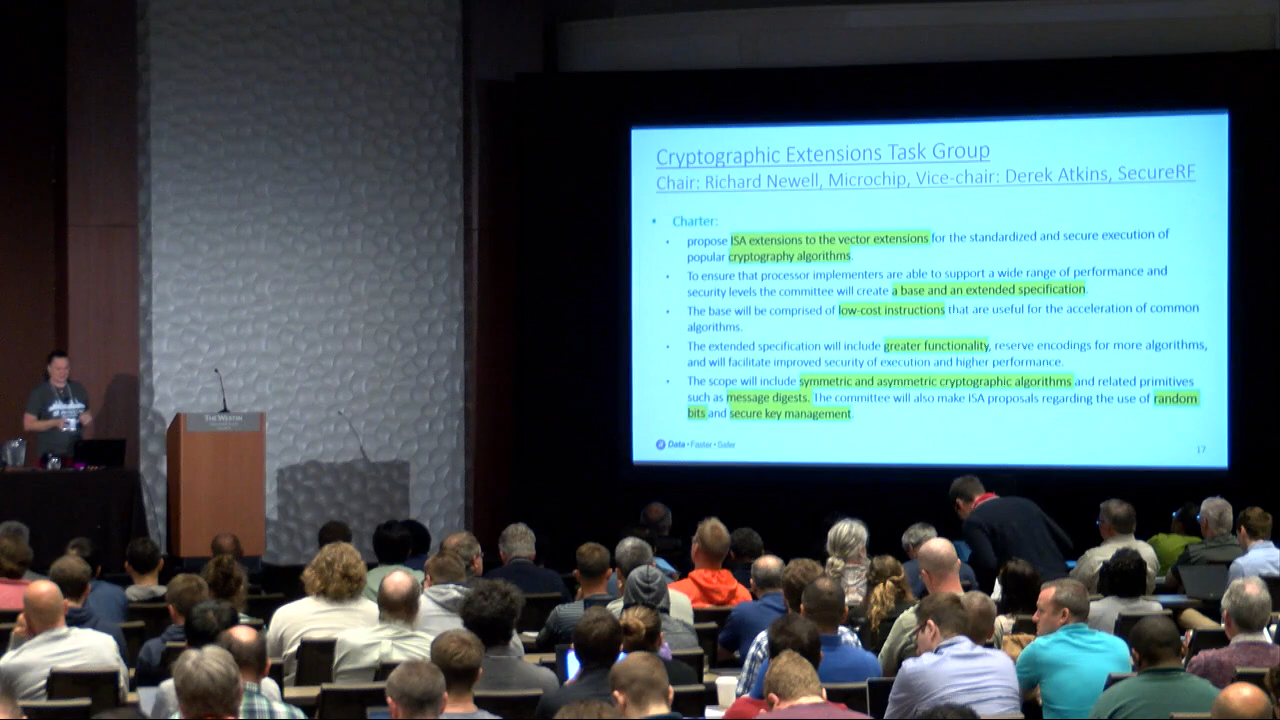 Cryptographic Extensions Task Group
Chair: Richard Newell, Microchip, Vice-chair: Derek Atkins, SecureRF
• Charter:
• propose ISA extensions to the vector extensions for the standardized and secure execution of
popular cryptography algorithms.
• To ensure that processor implementers are able to support a wide range of performance and
security levels the committee will create a base and an extended specification.
• The base will be comprised of low-cost instructions that are useful for the acceleration of common
algorithms.
• The extended specification will include greater functionality, reserve encodings for more algorithms,
and will facilitate improved security of execution and higher performance.
• The scope will include symmetric and asymmetric cryptographic algorithms and related primitives
such as message digests. The committee will also make ISA proposals regarding the use of random
bits and secure key management.
Data • Faster • Safer
17
THE WESTIN